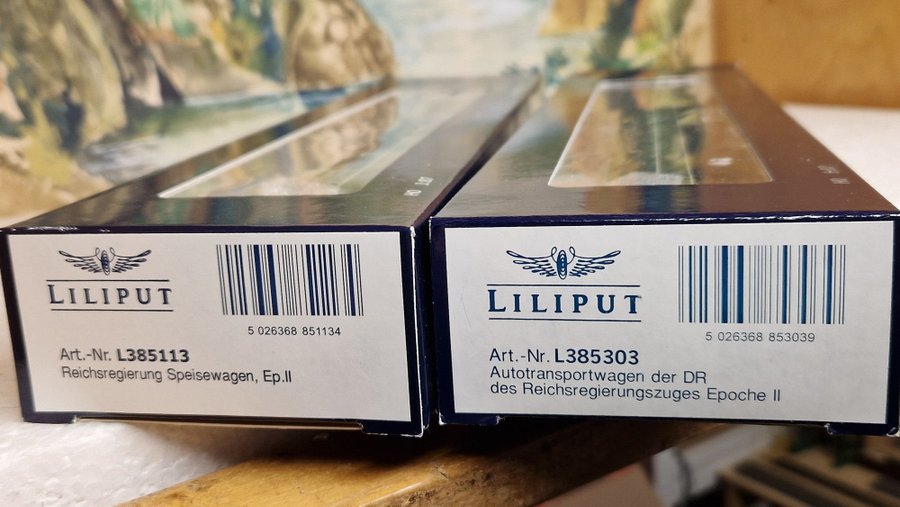 LILIPUT
5 026368 851134
Art.-Nr. L385113
Reichsregierung Speisewagen, Ep.II
LILIPUT
5 026368 853039
Art.-Nr. L385303
Autotransportwagen der DR
des Reichsregierungszuges Epoche II